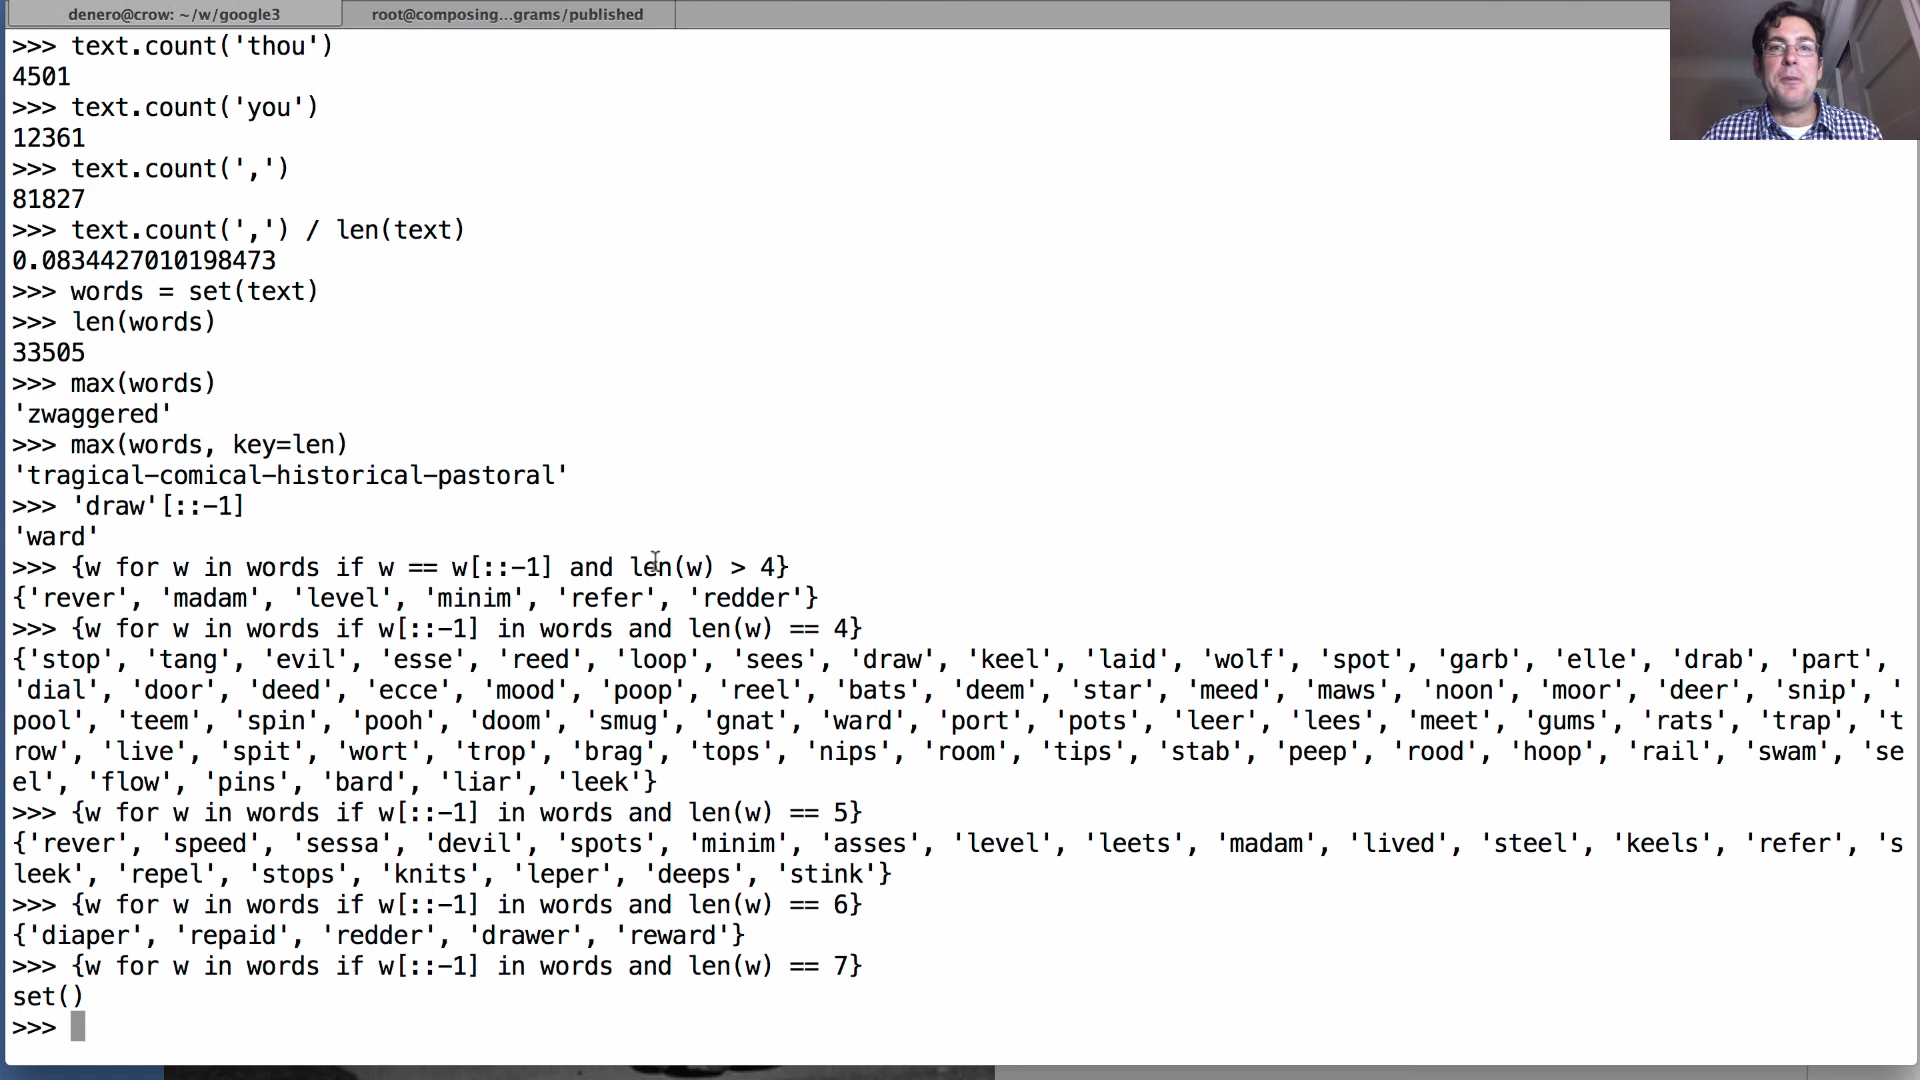 denero@crow: ~/w/google3 root@composing...grams/published
>>> text.count('thou')
4501
>>> text.count('you')
12361
>>> text.count(',')
81827
>>> text.count(',') / len(text)
0.0834427010198473
>>> words = set(text)
>>> len(words)
33505
>>> max(words)
'zwaggered'
>>> max(words, key=len)
'tragical-comical-historical-pastoral'
>>> 'draw'[::-1]
'ward'
>>> {w for w in words if w == w[::-1] and len(w) > 4}
{'rever', 'madam', 'level', 'minim', 'refer', 'redder'}
>>> {w for w in words if w[::-1] in words and len(w) == 4}
{'stop', 'tang', 'evil', 'esse', 'reed', 'loop', 'sees', 'draw', 'keel', 'laid', 'wolf', 'spot', 'garb', 'elle', 'drab', 'part',
'dial', 'door', 'deed', 'ecce', 'mood', 'poop', 'reel', 'bats', 'deem', 'star', 'meed', 'maws', 'noon', 'moor', 'deer', 'snip', '
pool', 'teem', 'spin', 'pooh', 'doom', 'smug', 'gnat', 'ward', 'port', 'pots', 'leer', 'lees', 'meet', 'gums', 'rats', 'trap', 't
row', 'live', 'spit', 'wort', 'trop', 'brag', 'tops', 'nips', 'room', 'tips', 'stab', 'peep', 'rood', 'hoop', 'rail', 'swam', 'se
el', 'flow', 'pins', 'bard', 'liar', 'leek'}
>>> {w for w in words if w[::-1] in words and len(w) == 5}
{'rever', 'speed', 'sessa', 'devil', 'spots', 'minim', 'asses', 'level', 'leets', 'madam', 'lived', 'steel', 'keels', 'refer', 's
leek', 'repel', 'stops', 'knits', 'leper', 'deeps', 'stink'}
>>> {w for w in words if w[::-1] in words and len(w) == 6}
{'diaper', 'repaid', 'redder', 'drawer', 'reward'}
>>> {w for w in words if w[::-1] in words and len(w) == 7}
set()
>>>